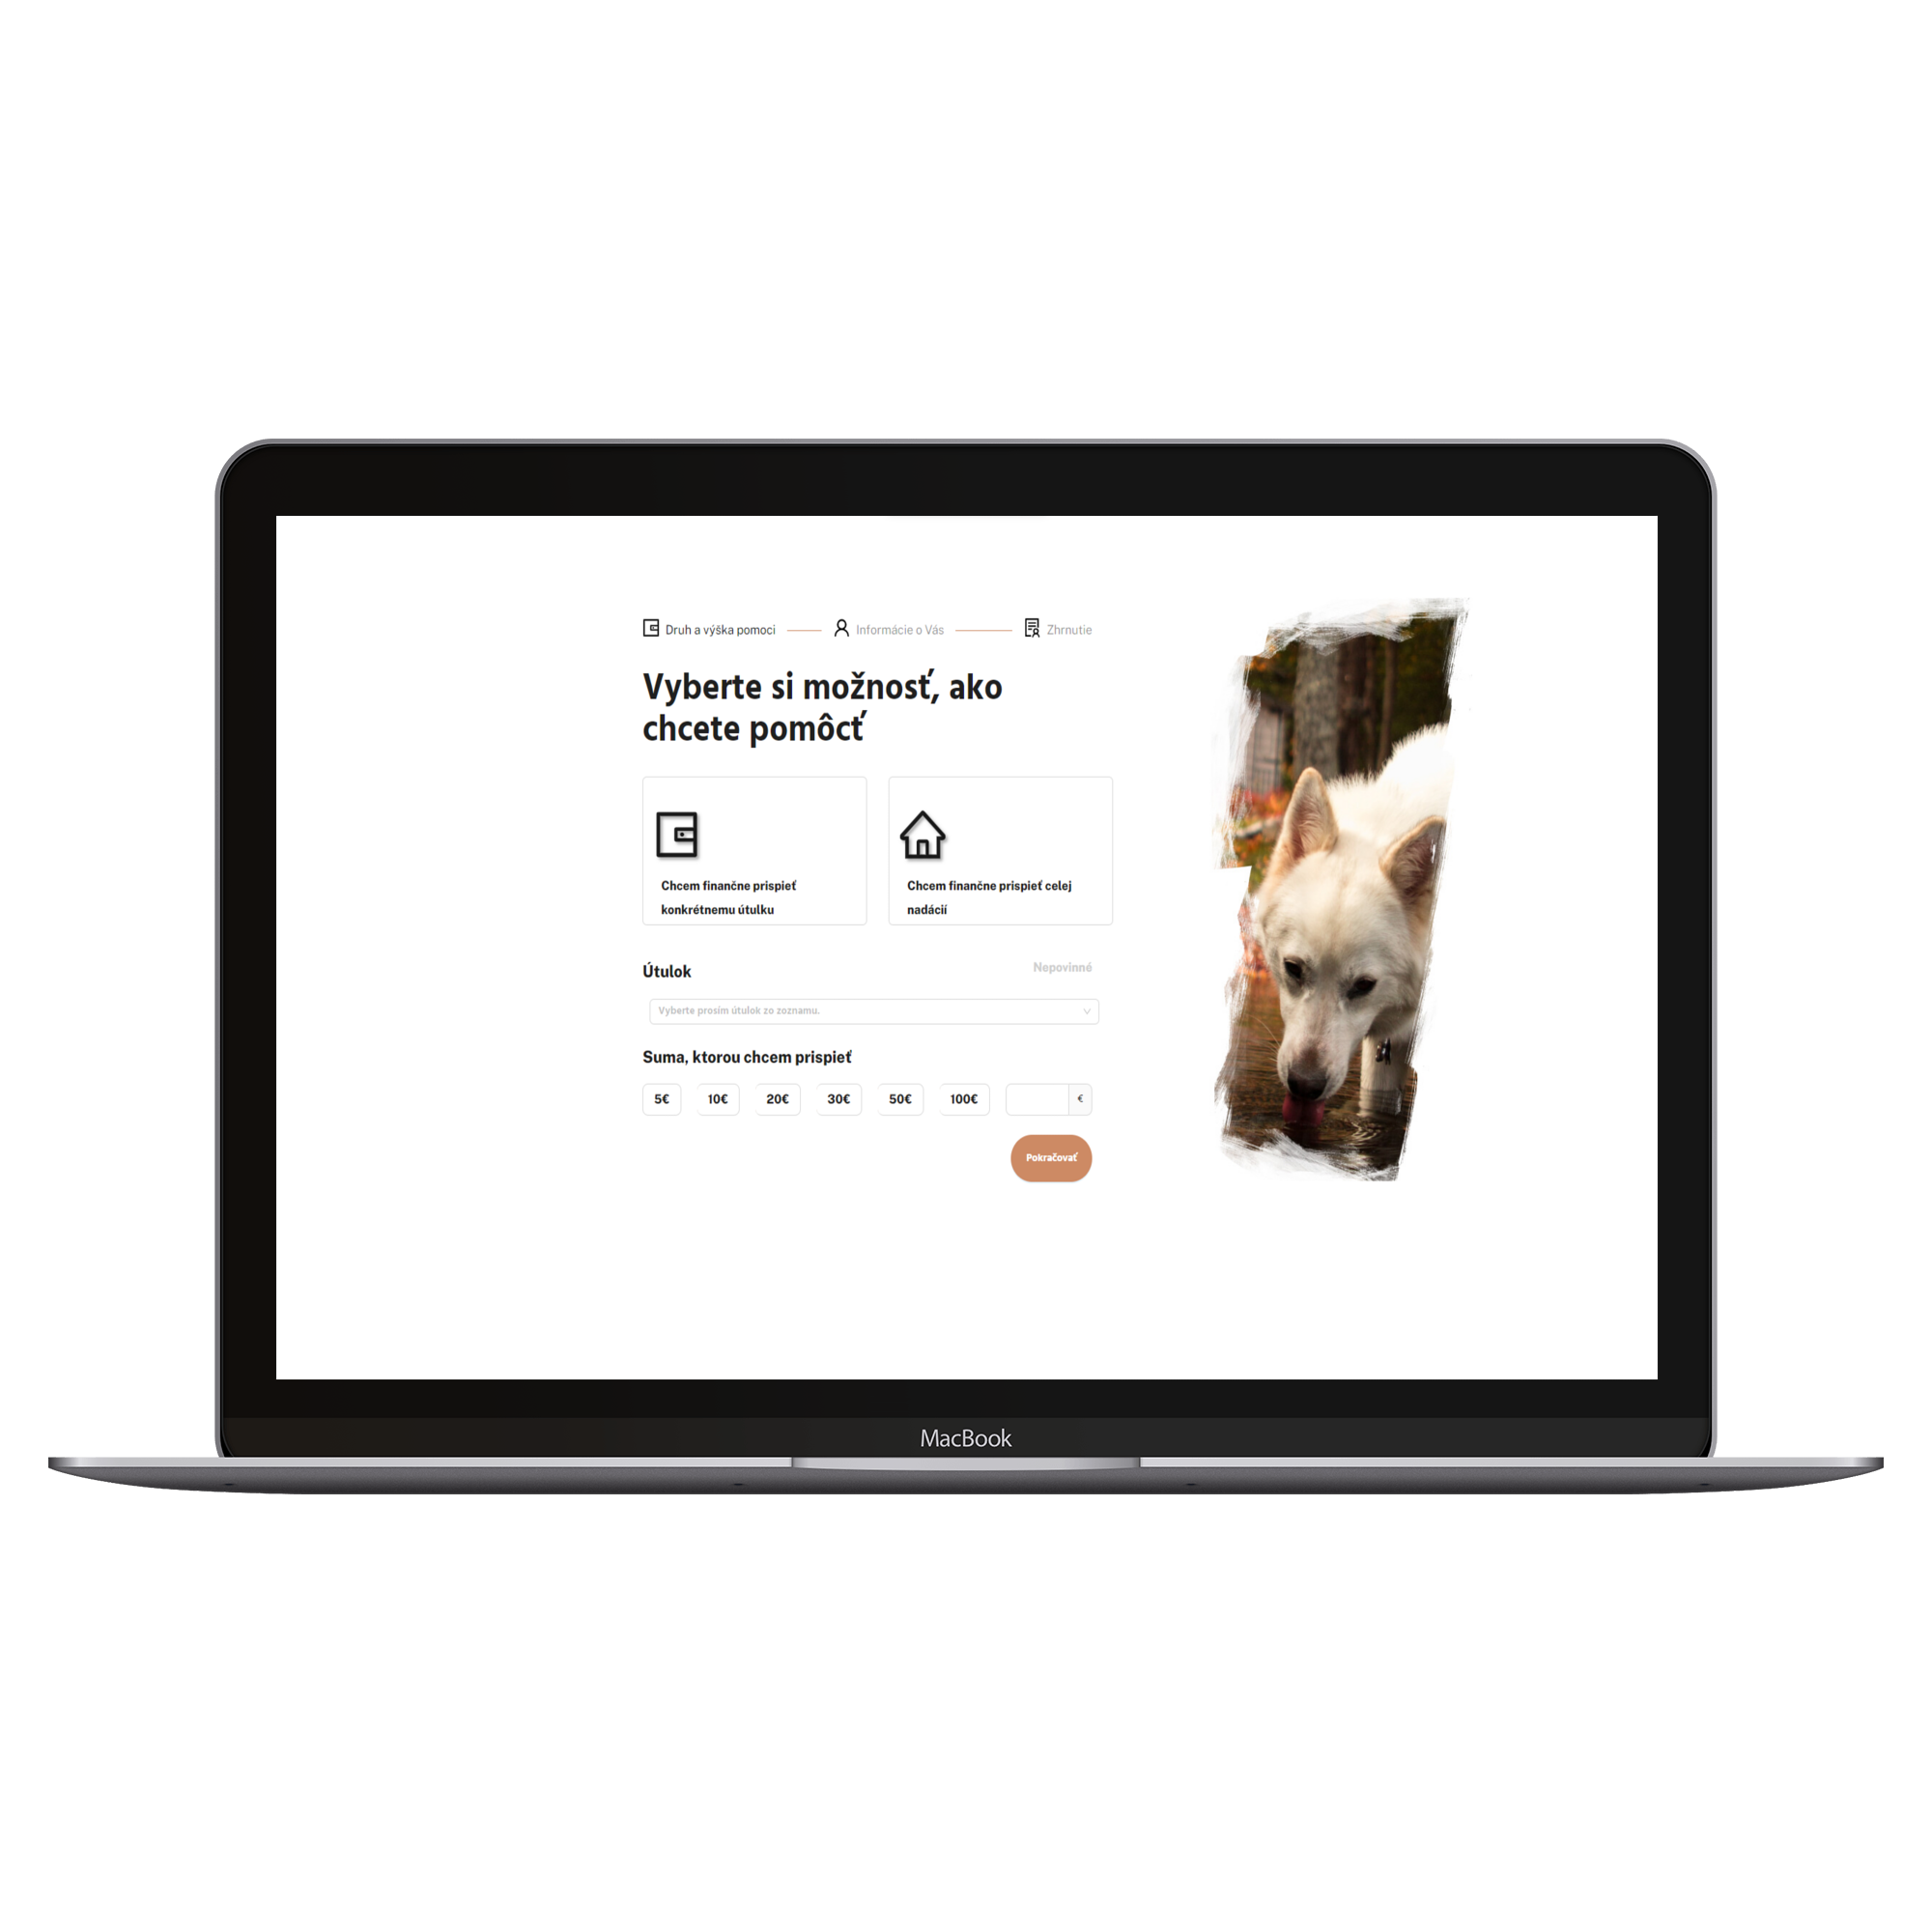 Druh a výška pomoci Informácie o Vás Zhrnutie
Vyberte si možnosť, ako
chcete pomôcť
Chcem finančne prispieť
konkrétnemu útulku
Chcem finančne prispieť celej
nadácií
Útulok Nepovinné
Vyberte prosím útulok zo zoznamu.
Suma, ktorou chcem prispieť
5€ 10€ 20€ 30€ 50€ 100€ €
Pokračovať
MacBook